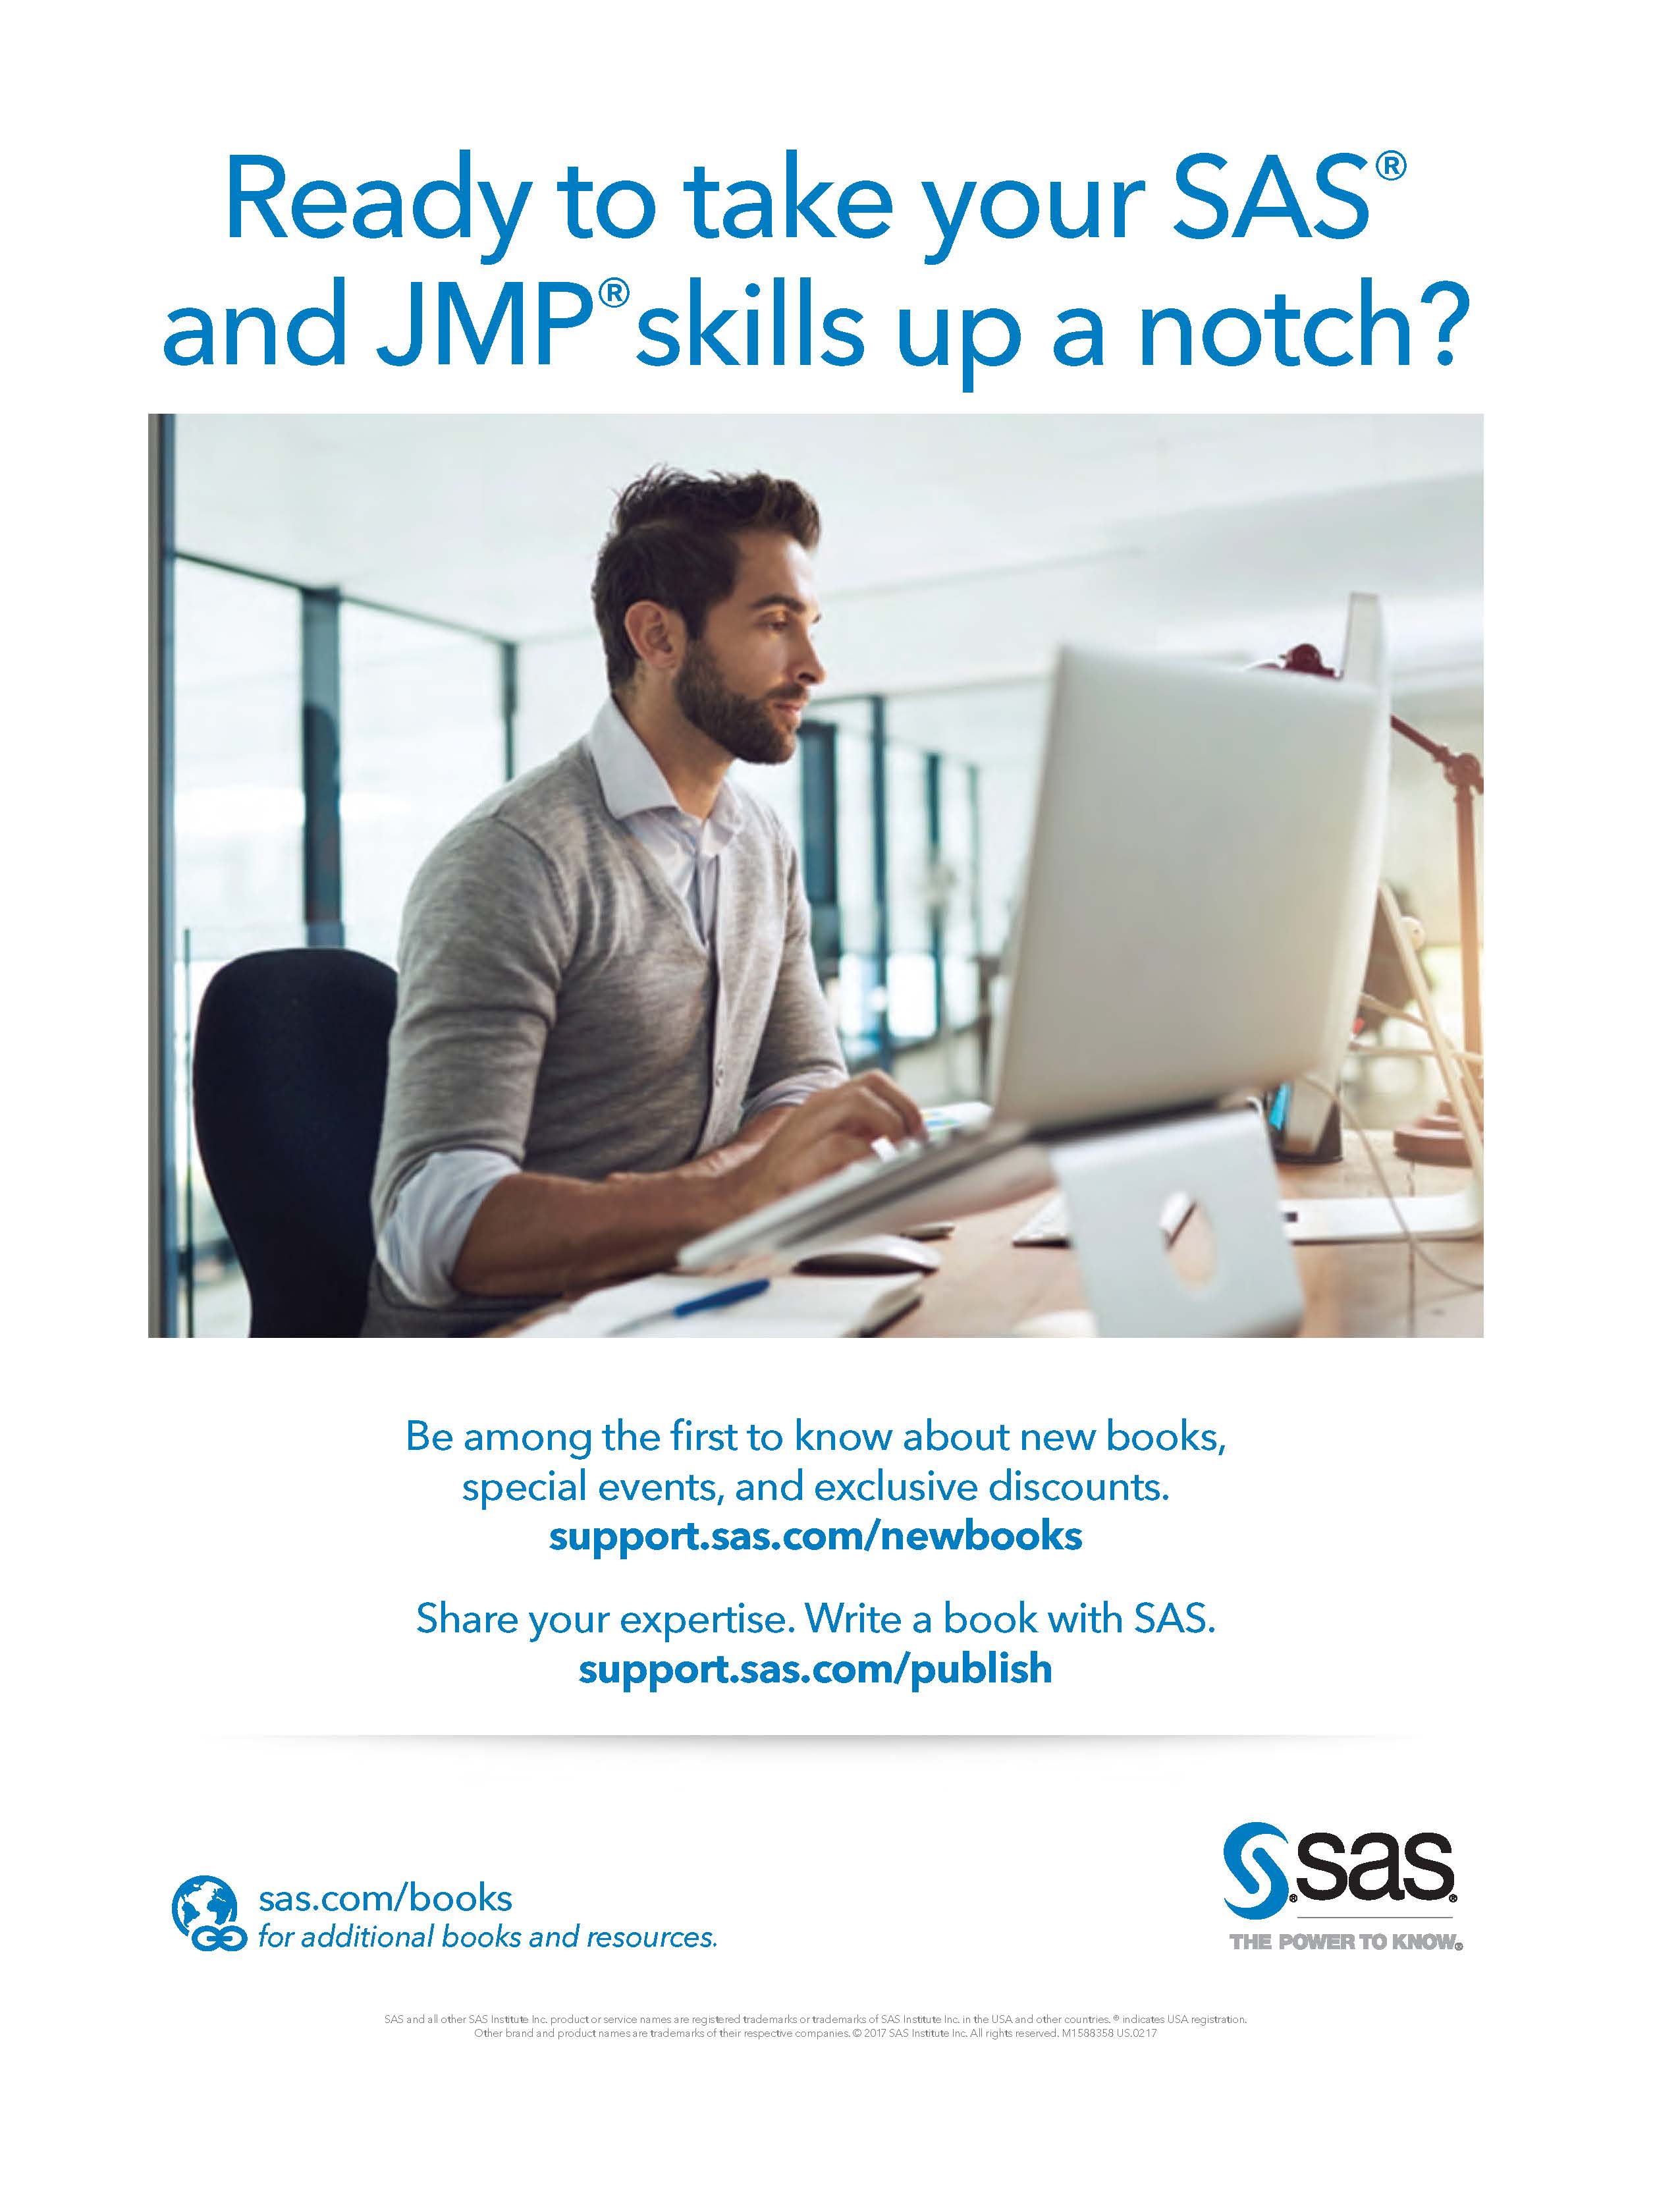 Ready to take your SAS®
and JMP® skills up a notch?
Be among the first to know about new books,
special events, and exclusive discounts.
support.sas.com/newbooks
Share your expertise. Write a book with SAS.
support.sas.com/publish
sas.com/books
for additional books and resources.
sas
THE POWER TO KNOW®
SAS and all other SAS Institute Inc. product or service names are registered trademarks or trademarks of SAS Institute Inc. in the USA and other countries. ® indicates USA registration.
Other brand and product names are trademarks of their respective companies. © 2017 SAS Institute Inc. All rights reserved. M1588358 US.0217